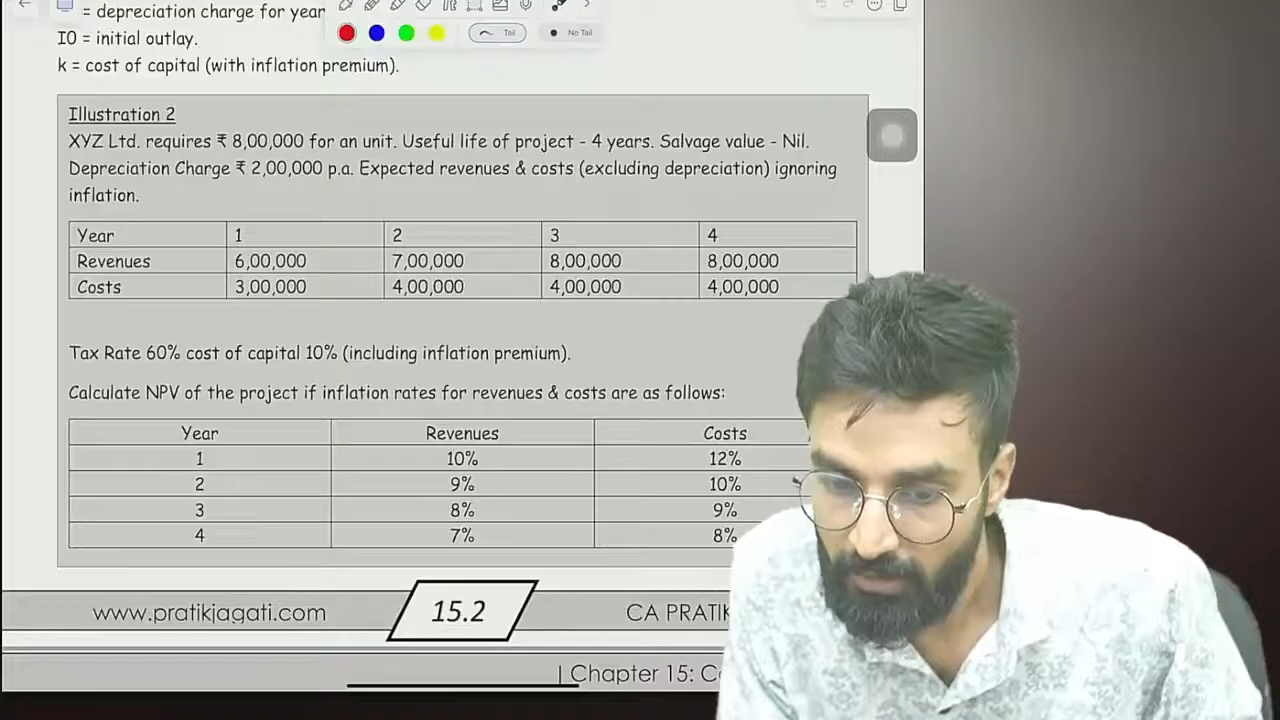 = depreciation charge for year
I0 = initial outlay.
k = cost of capital (with inflation premium).
Tail
No Tail
Illustration 2
XYZ Ltd. requires ₹ 8,00,000 for an unit. Useful life of project - 4 years. Salvage value - Nil.
Depreciation Charge ₹ 2,00,000 p.a. Expected revenues & costs (excluding depreciation) ignoring
inflation.
Year 1 2 3 4
Revenues 6,00,000 7,00,000 8,00,000 8,00,000
Costs 3,00,000 4,00,000 4,00,000 4,00,000
Tax Rate 60% cost of capital 10% (including inflation premium).
Calculate NPV of the project if inflation rates for revenues & costs are as follows:
Year Revenues Costs
1 10% 12%
2 9% 10%
3 8% 9%
4 7% 8%
www.pratikjagati.com 15.2 CA PRATIK
| Chapter 15: